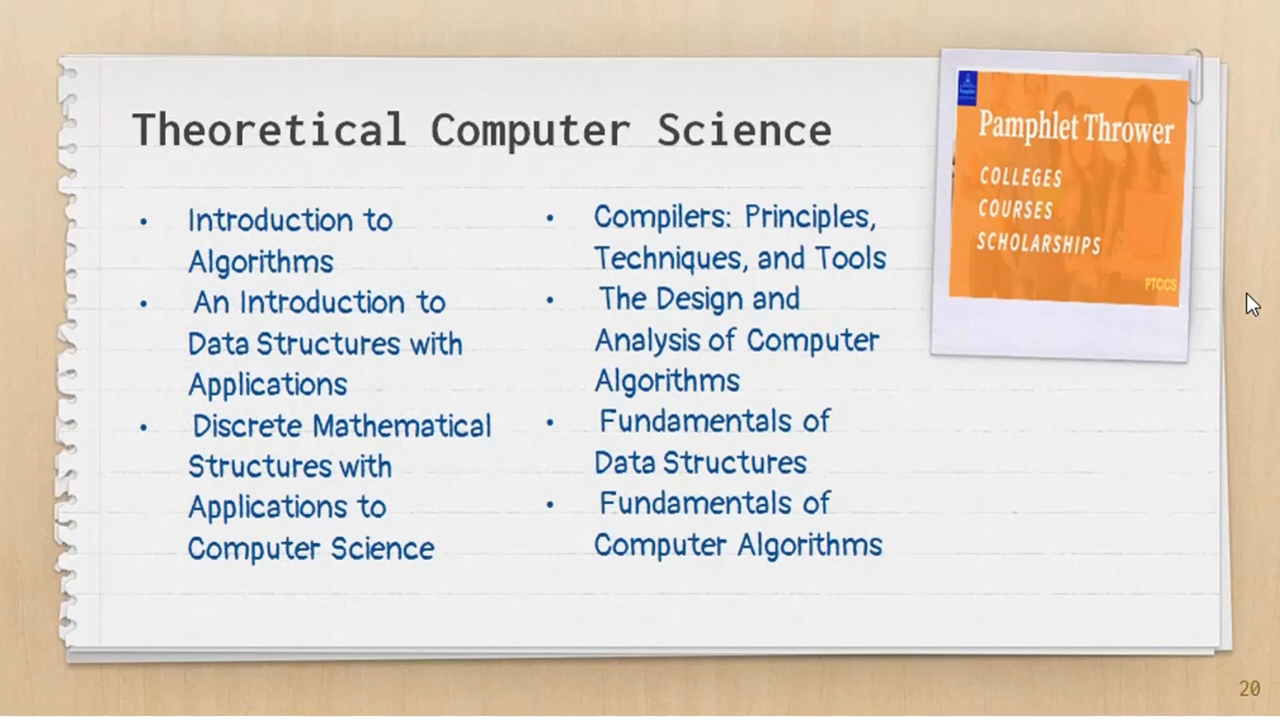 Theoretical Computer Science
• Introduction to
Algorithms
• An Introduction to
Data Structures with
Applications
• Discrete Mathematical
Structures with
Applications to
Computer Science
• Compilers: Principles,
Techniques, and Tools
• The Design and
Analysis of Computer
Algorithms
• Fundamentals of
Data Structures
• Fundamentals of
Computer Algorithms
Pamphlet Thrower
COLLEGES
COURSES
SCHOLARSHIPS
PTCCS
20